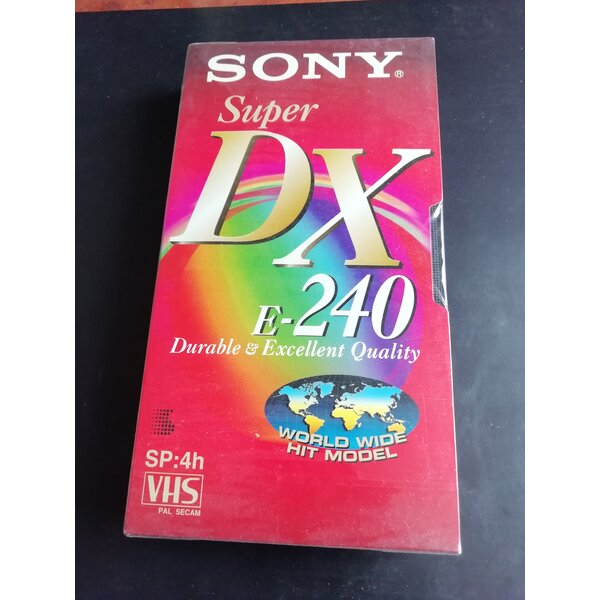 SONY®
Super
DX
E-240
Durable & Excellent Quality
WORLD WIDE
HIT MODEL
SP:4h
VHS
PAL SECAM